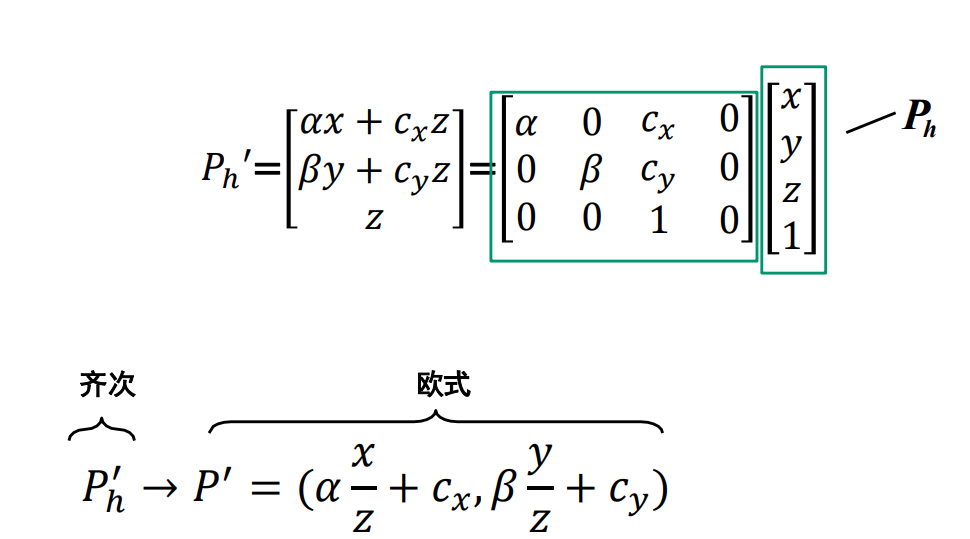 P_h' = [αx + c_x z; βy + c_y z; z] = [α 0 c_x 0; 0 β c_y 0; 0 0 1 0] [x; y; z; 1] P_h
齐次 欧式
P'_h → P' = (α x/z + c_x, β y/z + c_y)